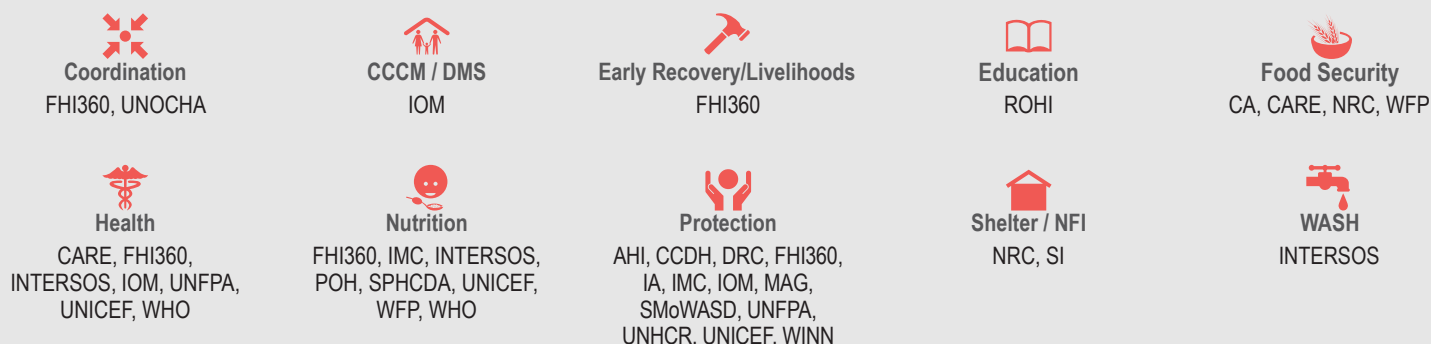 Coordination
FHI360, UNOCHA
CCCM / DMS
IOM
Early Recovery/Livelihoods
FHI360
Education
ROHI
Food Security
CA, CARE, NRC, WFP
Health
CARE, FHI360,
INTERSOS, IOM, UNFPA,
UNICEF, WHO
Nutrition
FHI360, IMC, INTERSOS,
POH, SPHCDA, UNICEF,
WFP, WHO
Protection
AHI, CCDH, DRC, FHI360,
IA, IMC, IOM, MAG,
SMoWASD, UNFPA,
UNHCR, UNICEF, WINN
Shelter / NFI
NRC, SI
WASH
INTERSOS